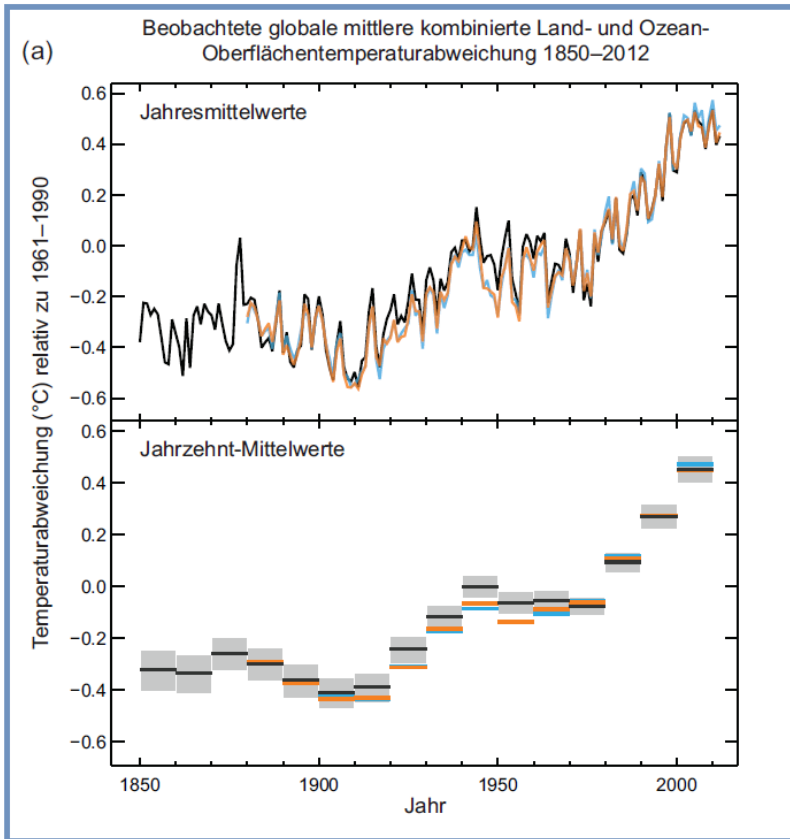 Beobachtete globale mittlere kombinierte Land- und Ozean-
Oberflächentemperaturabweichung 1850–2012
(a)
Temperaturabweichung (°C) relativ zu 1961–1990
Jahresmittelwerte
0.6
0.4
0.2
0.0
−0.2
−0.4
−0.6
Jahrzehnt-Mittelwerte
0.6
0.4
0.2
0.0
−0.2
−0.4
−0.6
1850 1900 1950 2000
Jahr